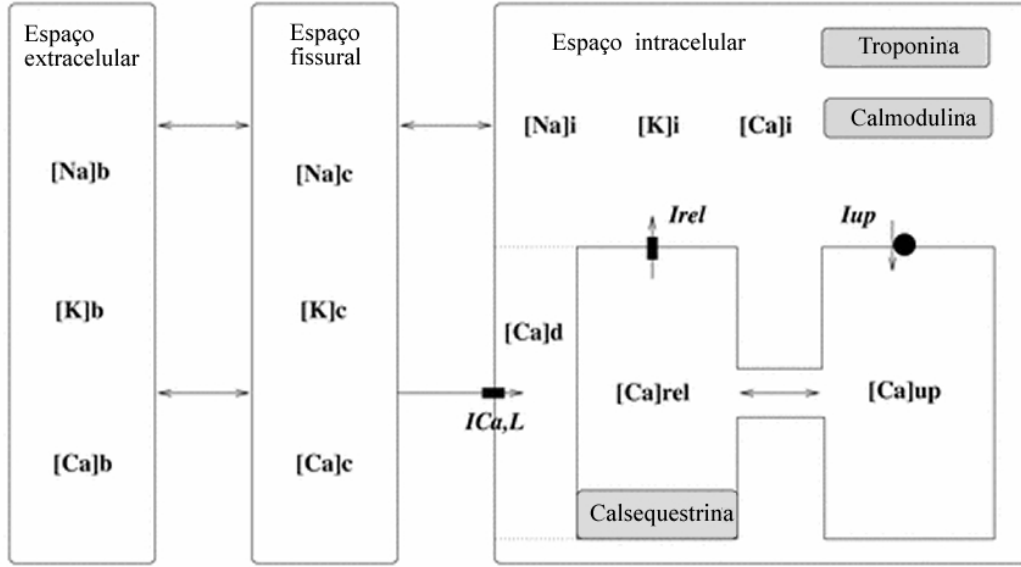 Espaço
extracelular
[Na]b
[K]b
[Ca]b
Espaço
fissural
[Na]c
[K]c
[Ca]c
Espaço intracelular
Troponina
Calmodulina
[Na]i [K]i [Ca]i
Irel
Iup
[Ca]d
[Ca]rel
[Ca]up
ICa,L
Calsequestrina